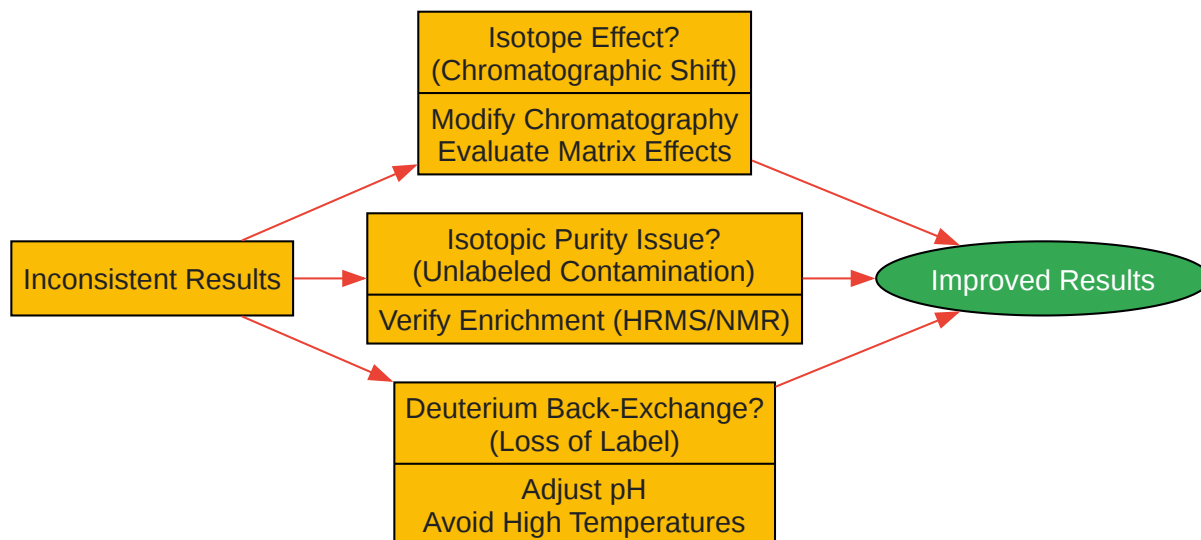 Isotope Effect?
(Chromatographic Shift)
Modify Chromatography
Evaluate Matrix Effects
Inconsistent Results
Isotopic Purity Issue?
(Unlabeled Contamination)
Verify Enrichment (HRMS/NMR)
Improved Results
Deuterium Back-Exchange?
(Loss of Label)
Adjust pH
Avoid High Temperatures